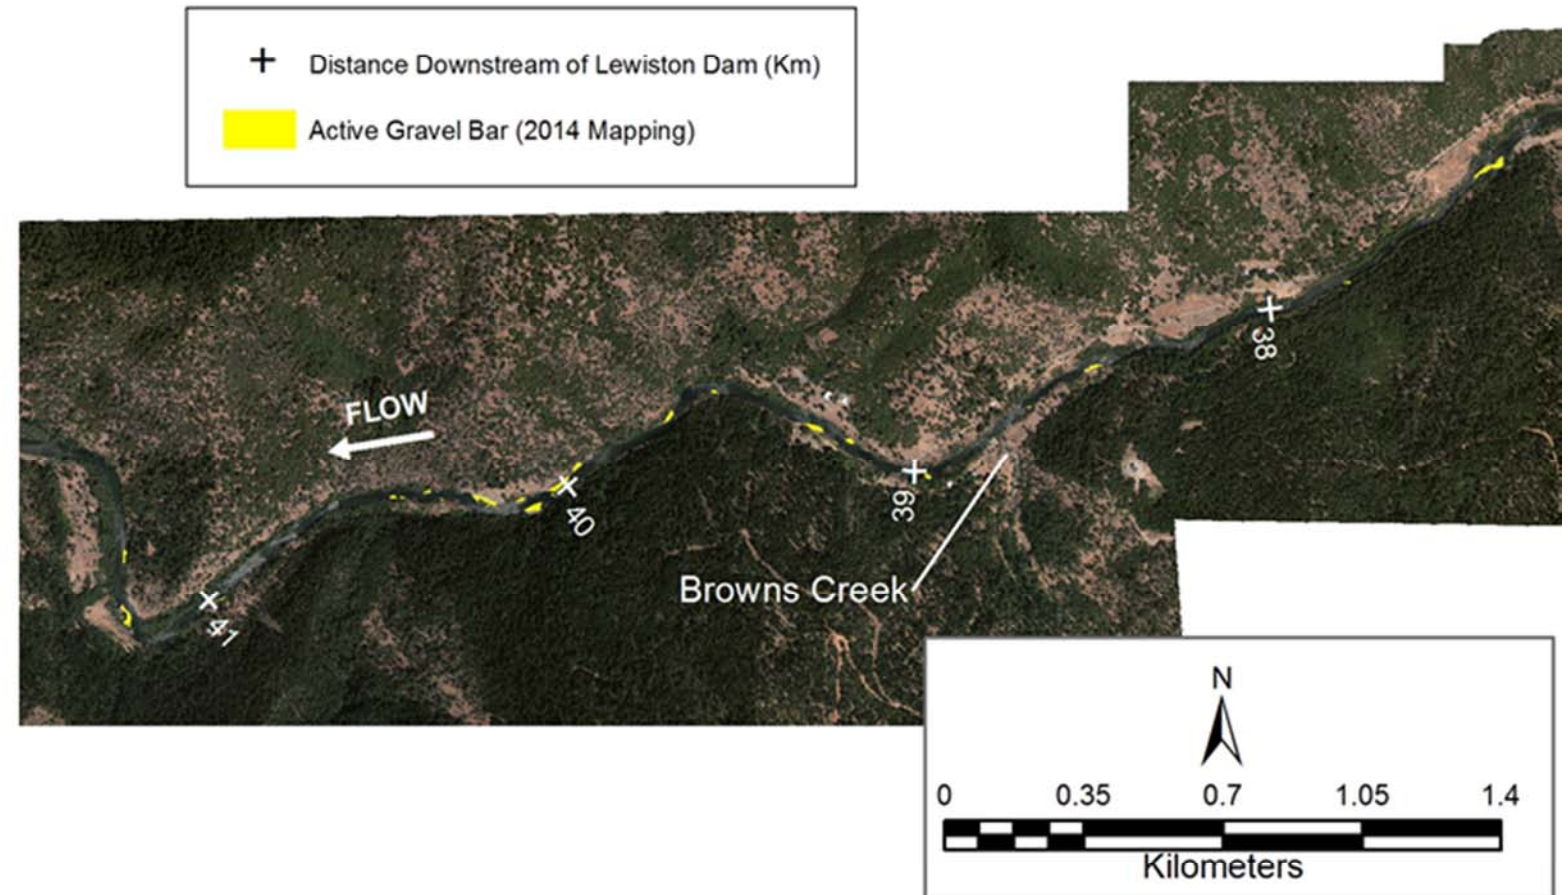 Distance Downstream of Lewiston Dam (Km)
Active Gravel Bar (2014 Mapping)
38
FLOW
39
40
Browns Creek
41
N
0 0.35 0.7 1.05 1.4
Kilometers